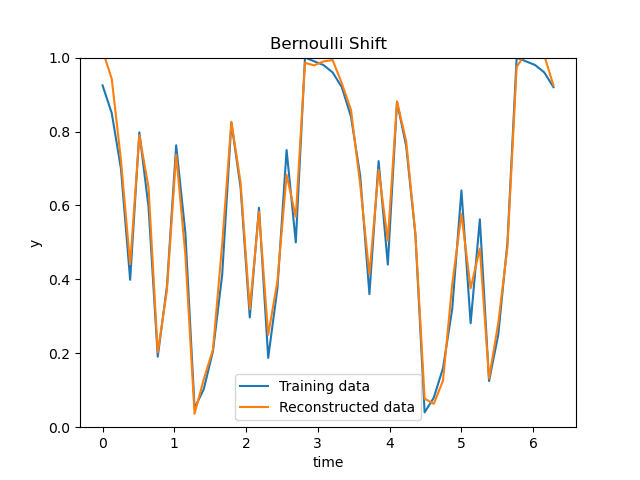 Bernoulli Shift
1.0
0.8
0.6
0.4
0.2
0.0
y
Training data
Reconstructed data
0 1 2 3 4 5 6
time